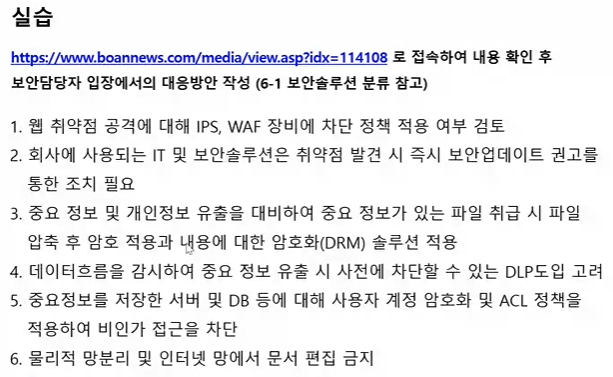 실습
https://www.boannews.com/media/view.asp?idx=114108 로 접속하여 내용 확인 후
보안담당자 입장에서의 대응방안 작성 (6-1 보안솔루션 분류 참고)
1. 웹 취약점 공격에 대해 IPS, WAF 장비에 차단 정책 적용 여부 검토
2. 회사에 사용되는 IT 및 보안솔루션은 취약점 발견 시 즉시 보안업데이트 권고를
통한 조치 필요
3. 중요 정보 및 개인정보 유출을 대비하여 중요 정보가 있는 파일 취급 시 파일
압축 후 암호 적용과 내용에 대한 암호화(DRM) 솔루션 적용
4. 데이터흐름을 감시하여 중요 정보 유출 시 사전에 차단할 수 있는 DLP도입 고려
5. 중요정보를 저장한 서버 및 DB 등에 대해 사용자 계정 암호화 및 ACL 정책을
적용하여 비인가 접근을 차단
6. 물리적 망분리 및 인터넷 망에서 문서 편집 금지